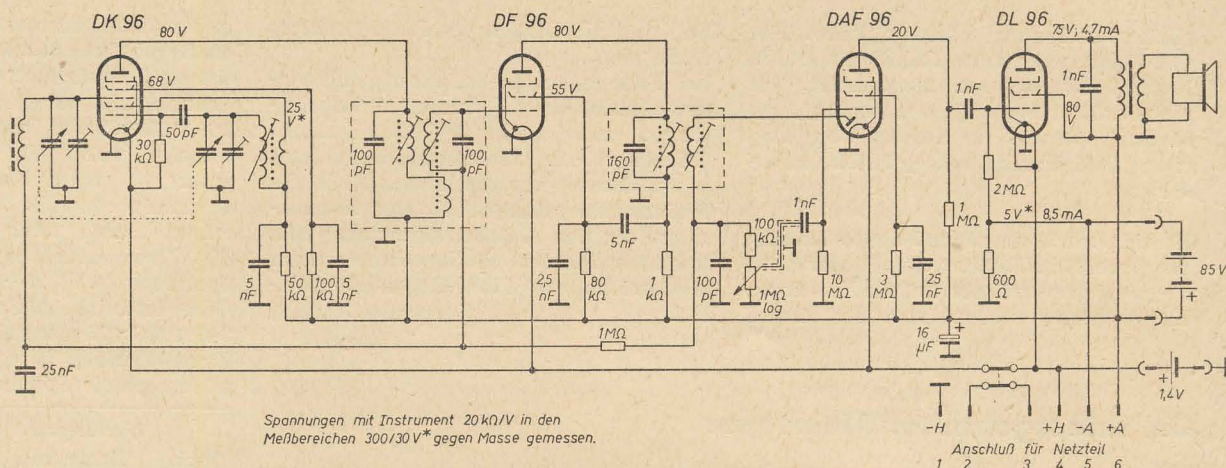 DK 96
DF 96
DAF 96
DL 96
80 V
80 V
20 V
75 V; 4,7 mA
68 V
55 V
1 nF
1 nF
80 V
25 V*
50 pF
30 kΩ
100 pF
100 pF
160 pF
1 nF
2 MΩ
1 MΩ
5 V*
8,5 mA
5 nF
100 kΩ
5 nF
50 kΩ
100 kΩ
5 nF
2,5 nF
80 kΩ
1 kΩ
100 pF
1 MΩ log
10 MΩ
3 MΩ
25 nF
600 Ω
85 V
+
1 MΩ
16 µF
+
25 nF
+
1,4 V
Spannungen mit Instrument 20 kΩ/V in den
Meßbereichen 300/30 V* gegen Masse gemessen.
-H +H -A +A
Anschluß für Netzteil
1 2 3 4 5 6